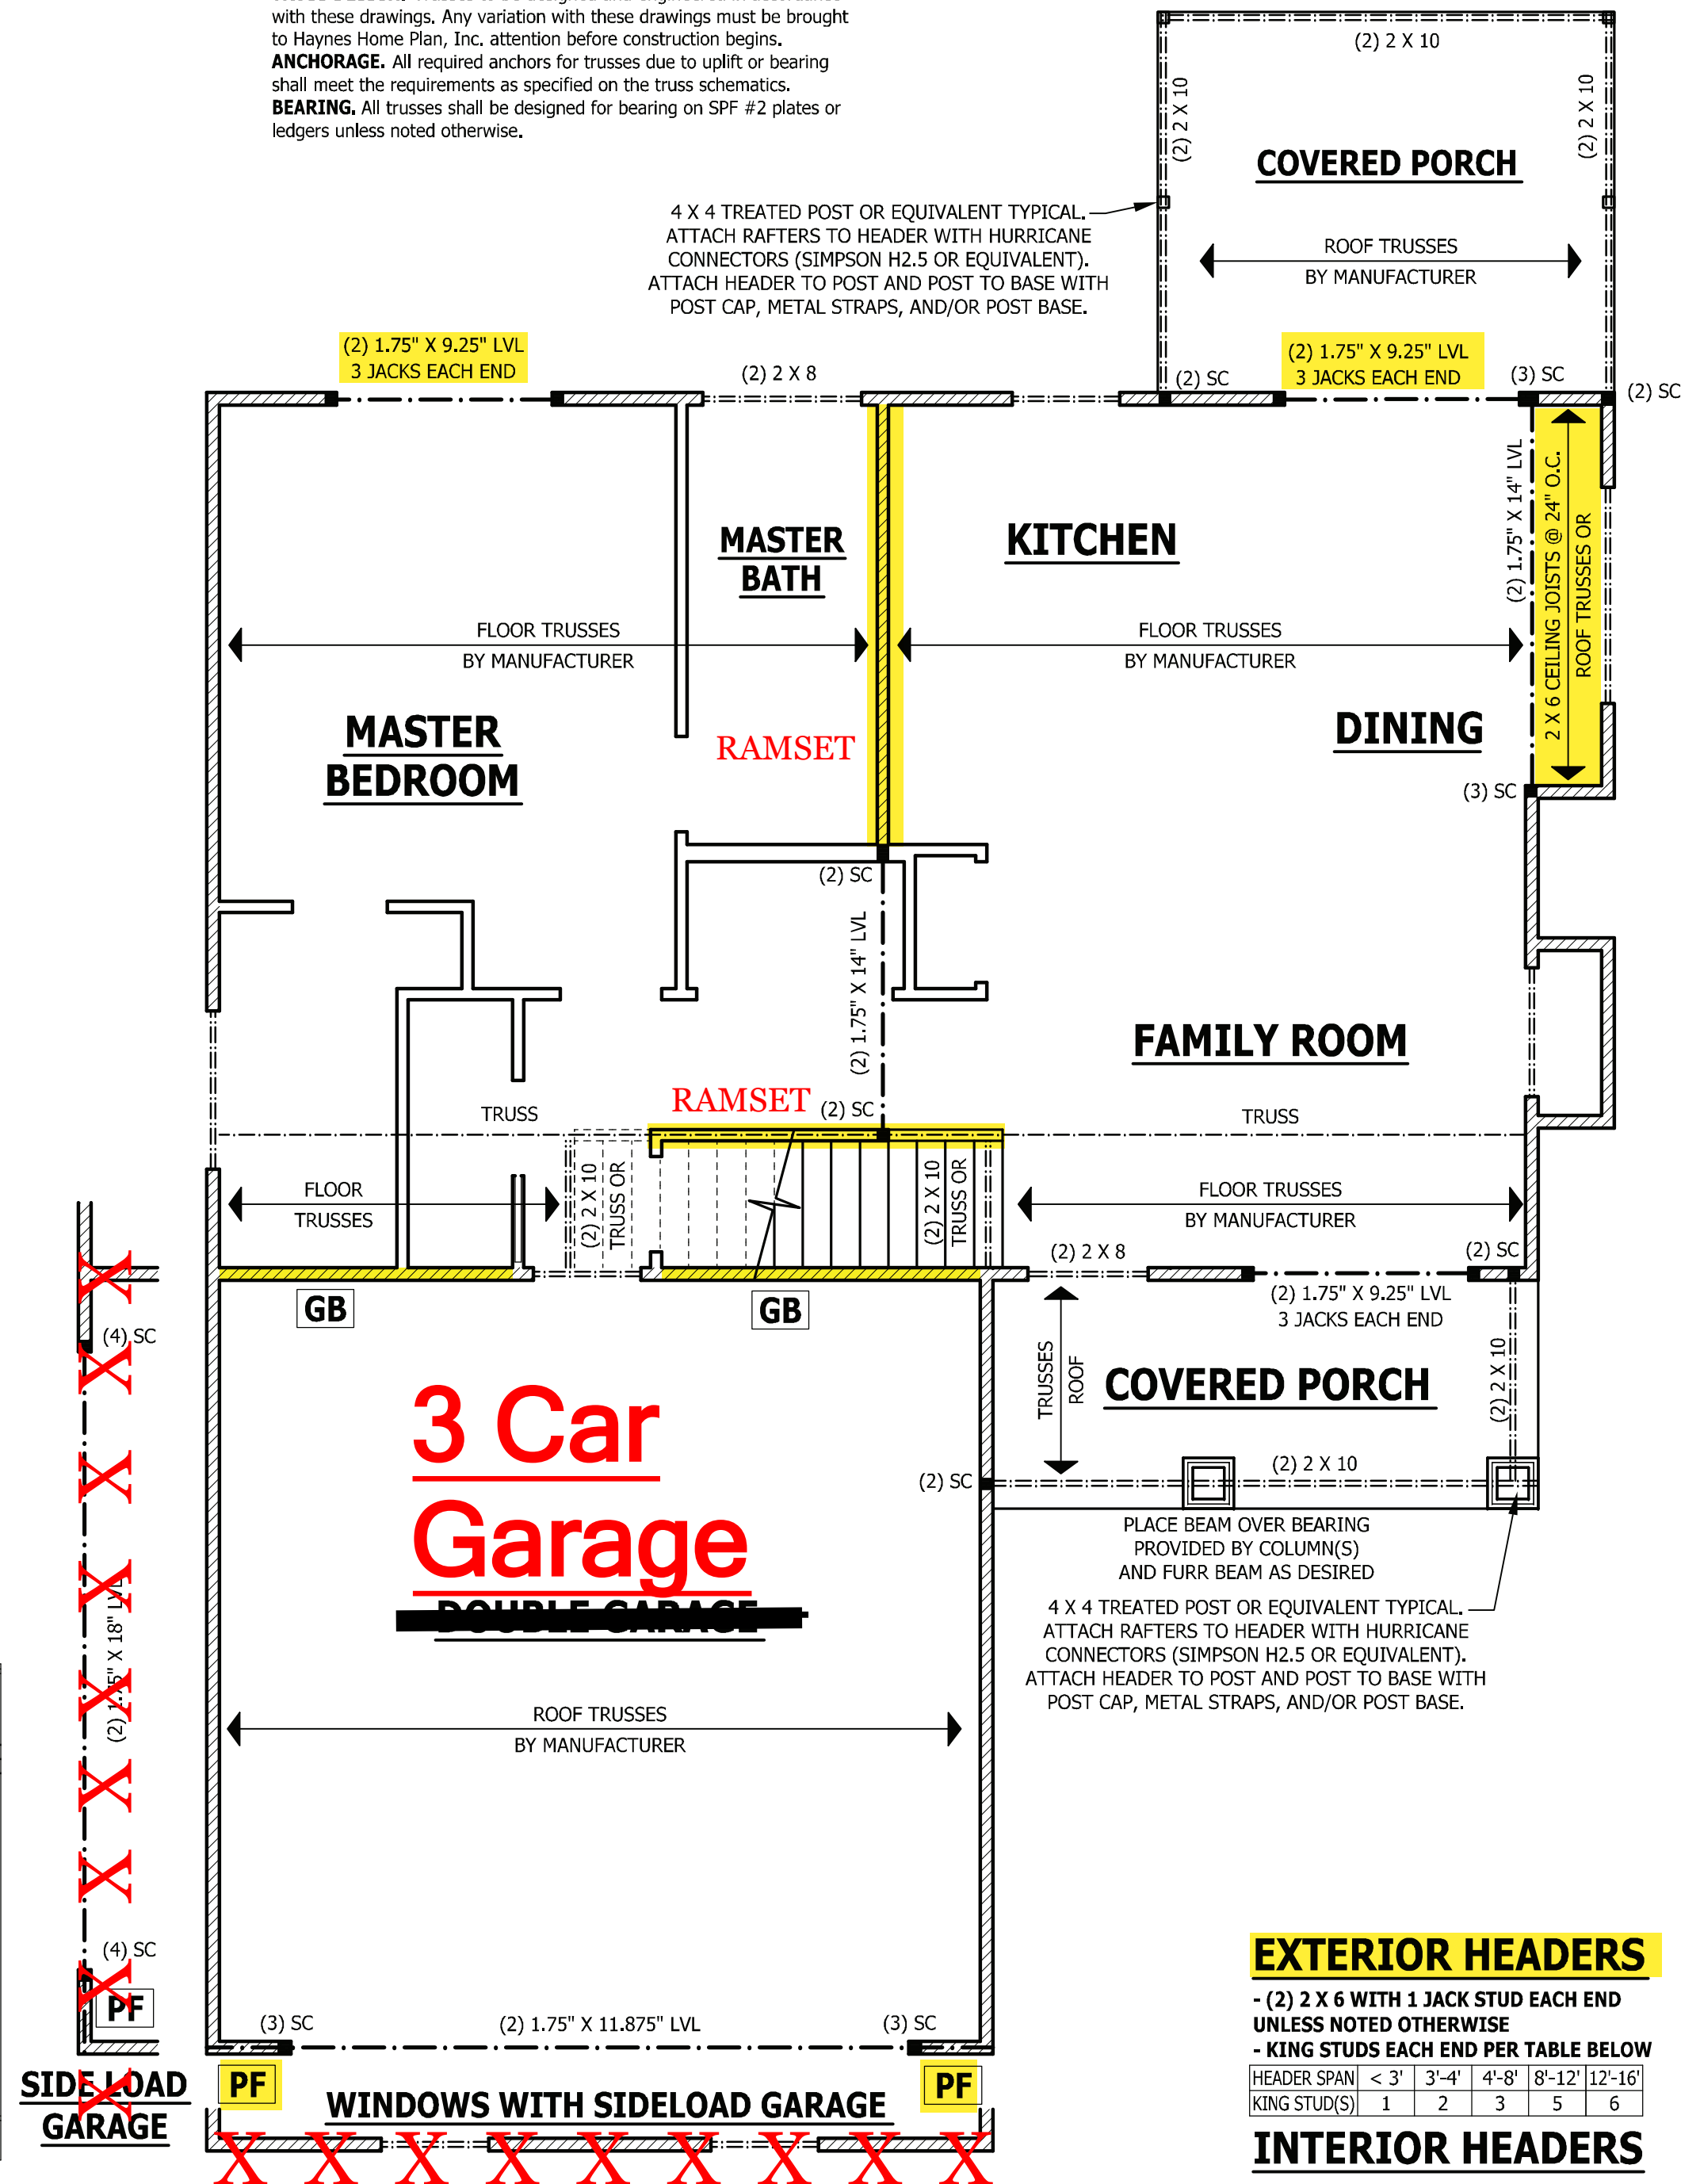 with these drawings. Any variation with these drawings must be brought
to Haynes Home Plan, Inc. attention before construction begins.
ANCHORAGE. All required anchors for trusses due to uplift or bearing
shall meet the requirements as specified on the truss schematics.
BEARING. All trusses shall be designed for bearing on SPF #2 plates or
ledgers unless noted otherwise.
(2) 2 X 10
(2) 2 X 10
(2) 2 X 10
COVERED PORCH
4 X 4 TREATED POST OR EQUIVALENT TYPICAL.
ATTACH RAFTERS TO HEADER WITH HURRICANE
CONNECTORS (SIMPSON H2.5 OR EQUIVALENT).
ATTACH HEADER TO POST AND POST TO BASE WITH
POST CAP, METAL STRAPS, AND/OR POST BASE.
ROOF TRUSSES
BY MANUFACTURER
(2) 1.75" X 9.25" LVL
3 JACKS EACH END
(2) 2 X 8
(2) SC
(2) 1.75" X 9.25" LVL
3 JACKS EACH END
(3) SC
(2) SC
MASTER
BATH
KITCHEN
(2) 1.75" X 14" LVL
2 X 6 CEILING JOISTS @ 24" O.C.
ROOF TRUSSES OR
FLOOR TRUSSES
BY MANUFACTURER
FLOOR TRUSSES
BY MANUFACTURER
MASTER
BEDROOM
RAMSET
DINING
(3) SC
(2) SC
(2) 1.75" X 14" LVL
FAMILY ROOM
RAMSET
(2) SC
TRUSS
TRUSS
FLOOR
TRUSSES
(2) 2 X 10
TRUSS OR
(2) 2 X 10
TRUSS OR
FLOOR TRUSSES
BY MANUFACTURER
(2) 2 X 8
(2) SC
GB
GB
(2) 1.75" X 9.25" LVL
3 JACKS EACH END
X
(4) SC
X
X
X
X
X
X
X
X
(2) 1.75" X 18" LVL
TRUSSES
ROOF
COVERED PORCH
(2) 2 X 10
3 Car
Garage
DOUBLE GARAGE
(2) SC
(2) 2 X 10
PLACE BEAM OVER BEARING
PROVIDED BY COLUMN(S)
AND FURR BEAM AS DESIRED
4 X 4 TREATED POST OR EQUIVALENT TYPICAL.
ATTACH RAFTERS TO HEADER WITH HURRICANE
CONNECTORS (SIMPSON H2.5 OR EQUIVALENT).
ATTACH HEADER TO POST AND POST TO BASE WITH
POST CAP, METAL STRAPS, AND/OR POST BASE.
ROOF TRUSSES
BY MANUFACTURER
(4) SC
PF
SIDE LOAD
GARAGE
(3) SC
(2) 1.75" X 11.875" LVL
(3) SC
PF
PF
WINDOWS WITH SIDELOAD GARAGE
X X X X X X X X X
EXTERIOR HEADERS
- (2) 2 X 6 WITH 1 JACK STUD EACH END
UNLESS NOTED OTHERWISE
- KING STUDS EACH END PER TABLE BELOW
HEADER SPAN < 3' 3'-4' 4'-8' 8'-12' 12'-16'
KING STUD(S) 1 2 3 5 6
INTERIOR HEADERS